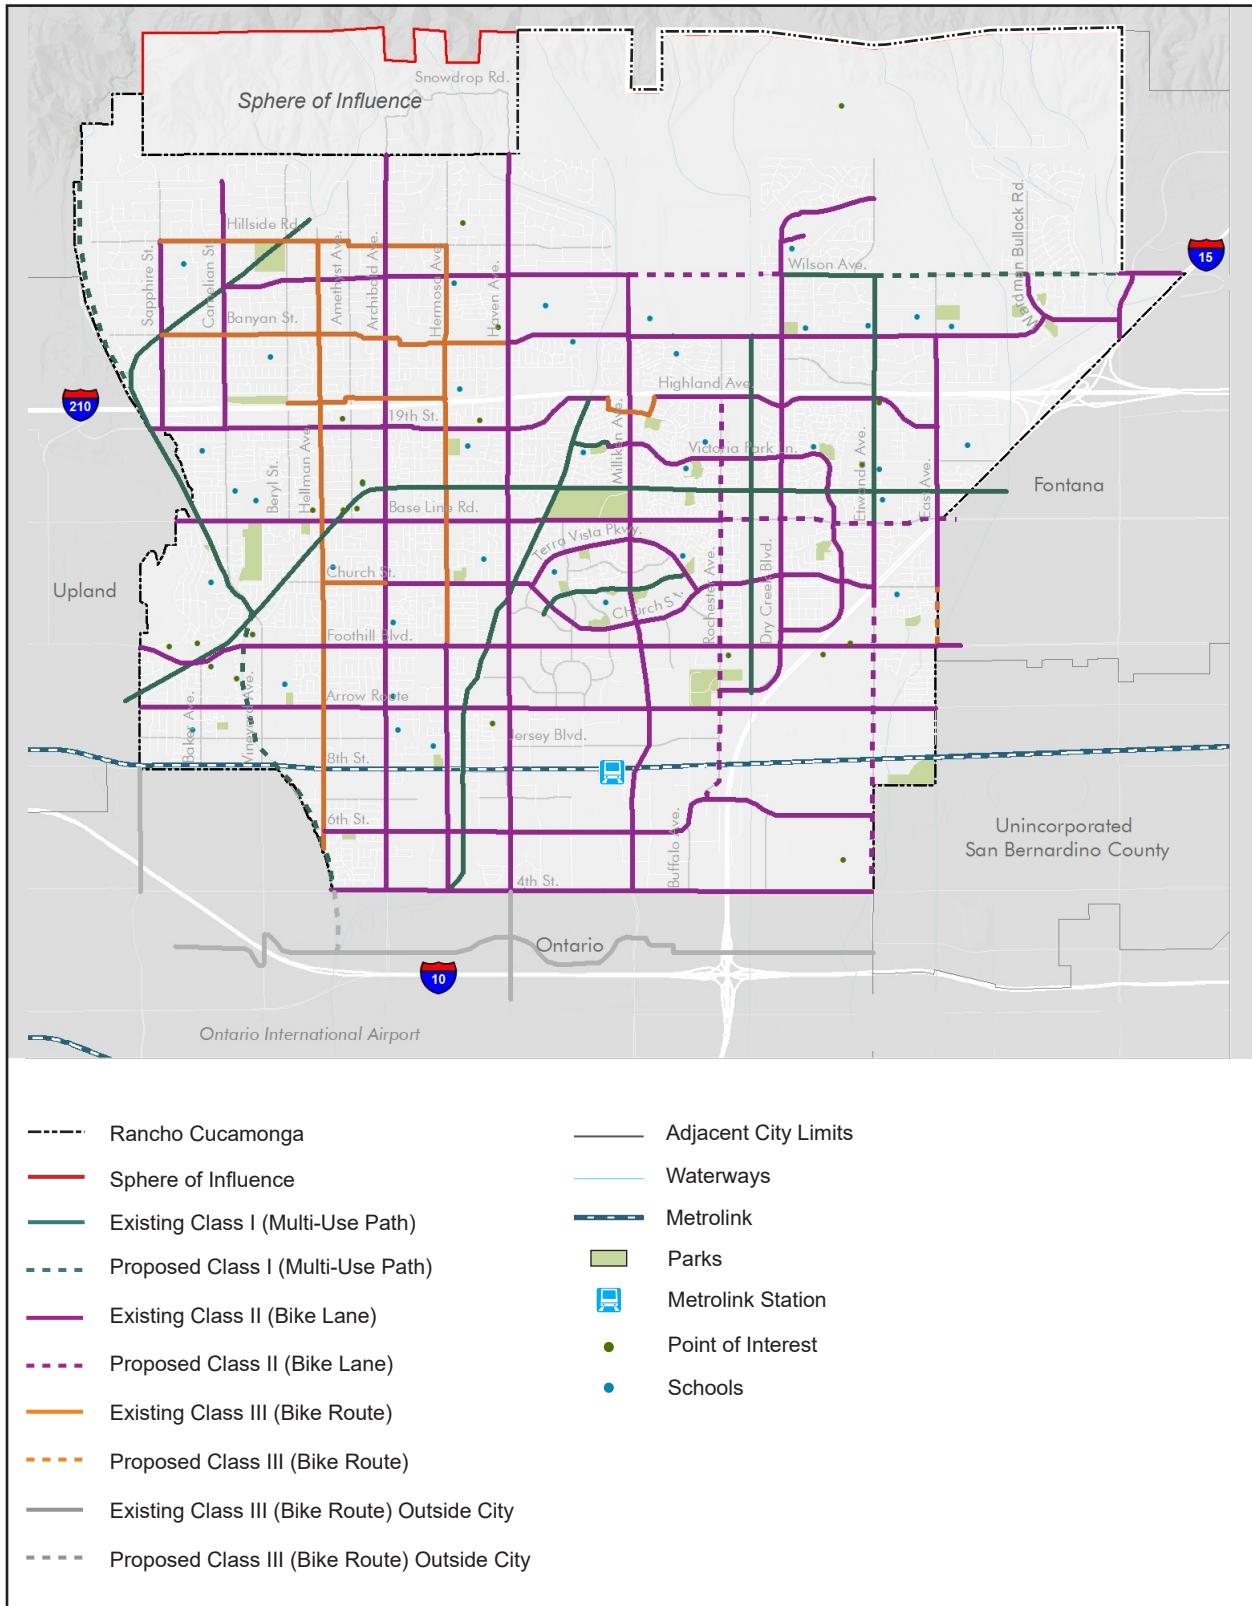 Snowdrop Rd.
Sphere of Influence
Hillside Rd.
Sapphire St.
Carnelian St.
Amethyst Ave.
Archibald Ave.
Hermosa Ave.
Haven Ave.
Wilson Ave.
Wardman Bullock Rd.
15
Banyan St.
Highland Ave.
210
19th St.
Milliken Ave.
Victoria Park Ln.
Beryl St.
Hellman Ave.
Etiwanda Ave.
East Ave.
Fontana
Base Line Rd.
Terra Vista Pkwy.
Upland
Church St.
Church St.
Rochester Ave.
Dry Creek Blvd.
Foothill Blvd.
Baker Ave.
Vineyard Ave.
Arrow Route
Jersey Blvd.
8th St.
6th St.
Buffalo Ave.
Unincorporated
San Bernardino County
4th St.
Ontario
10
Ontario International Airport
Rancho Cucamonga
Sphere of Influence
Existing Class I (Multi-Use Path)
Proposed Class I (Multi-Use Path)
Existing Class II (Bike Lane)
Proposed Class II (Bike Lane)
Existing Class III (Bike Route)
Proposed Class III (Bike Route)
Existing Class III (Bike Route) Outside City
Proposed Class III (Bike Route) Outside City
Adjacent City Limits
Waterways
Metrolink
Parks
Metrolink Station
Point of Interest
Schools